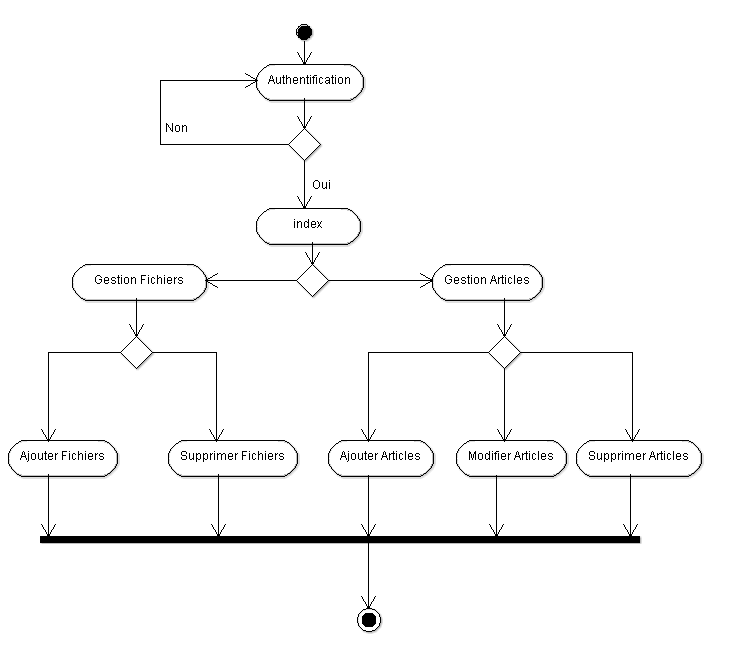 Authentification
Non
Oui
index
Gestion Fichiers
Gestion Articles
Ajouter Fichiers
Supprimer Fichiers
Ajouter Articles
Modifier Articles
Supprimer Articles